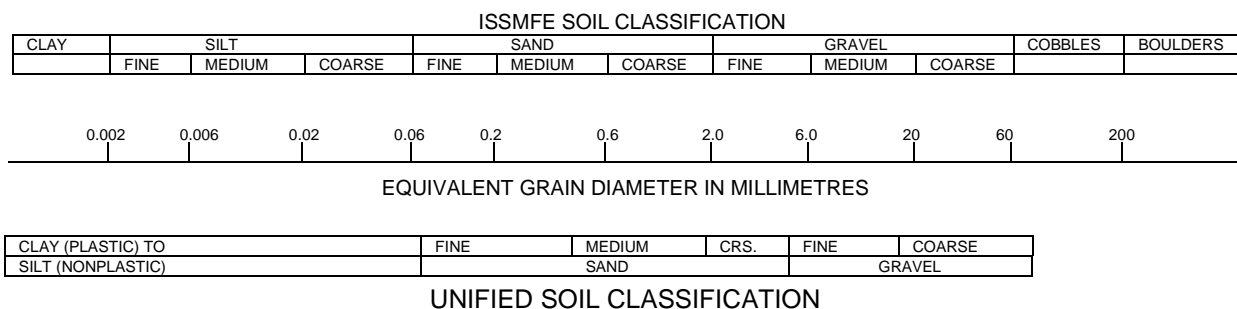 ISSMFE SOIL CLASSIFICATION
CLAY SILT SAND GRAVEL COBBLES BOULDERS
FINE MEDIUM COARSE FINE MEDIUM COARSE FINE MEDIUM COARSE
0.002 0.006 0.02 0.06 0.2 0.6 2.0 6.0 20 60 200
EQUIVALENT GRAIN DIAMETER IN MILLIMETRES
CLAY (PLASTIC) TO FINE MEDIUM CRS. FINE COARSE
SILT (NONPLASTIC) SAND GRAVEL
UNIFIED SOIL CLASSIFICATION